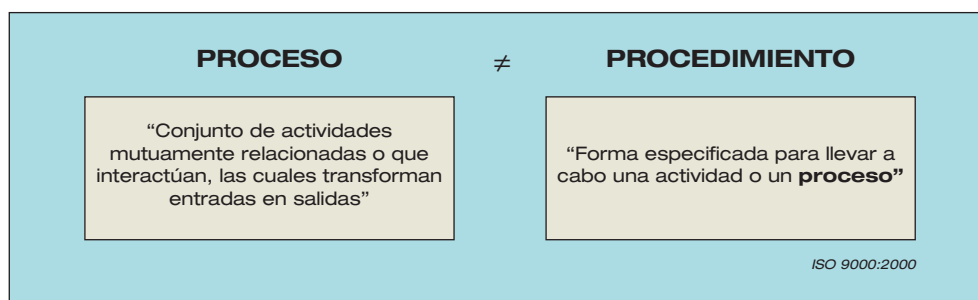 PROCESO ≠ PROCEDIMIENTO
“Conjunto de actividades
mutuamente relacionadas o que
interactúan, las cuales transforman
entradas en salidas”
“Forma especificada para llevar a
cabo una actividad o un proceso”
ISO 9000:2000